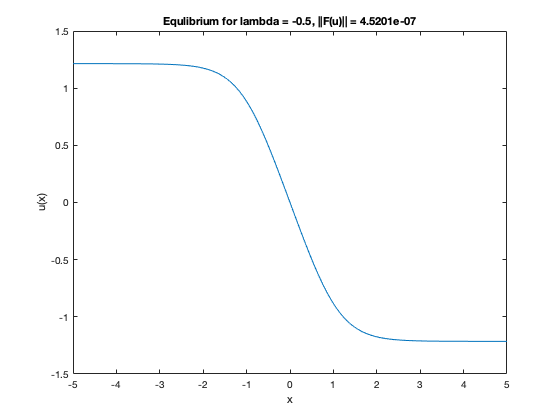 Equlibrium for lambda = -0.5, ||F(u)|| = 4.5201e-07
1.5
1
0.5
0
-0.5
-1
-1.5
u(x)
-5 -4 -3 -2 -1 0 1 2 3 4 5
x